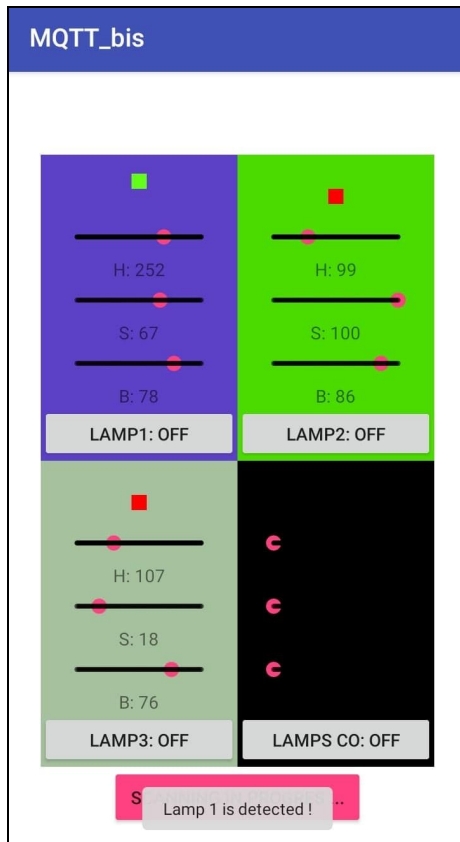 MQTT_bis
H: 252
S: 67
B: 78
LAMP1: OFF
H: 99
S: 100
B: 86
LAMP2: OFF
H: 107
S: 18
B: 76
LAMP3: OFF
LAMPS CO: OFF
Lamp 1 is detected !